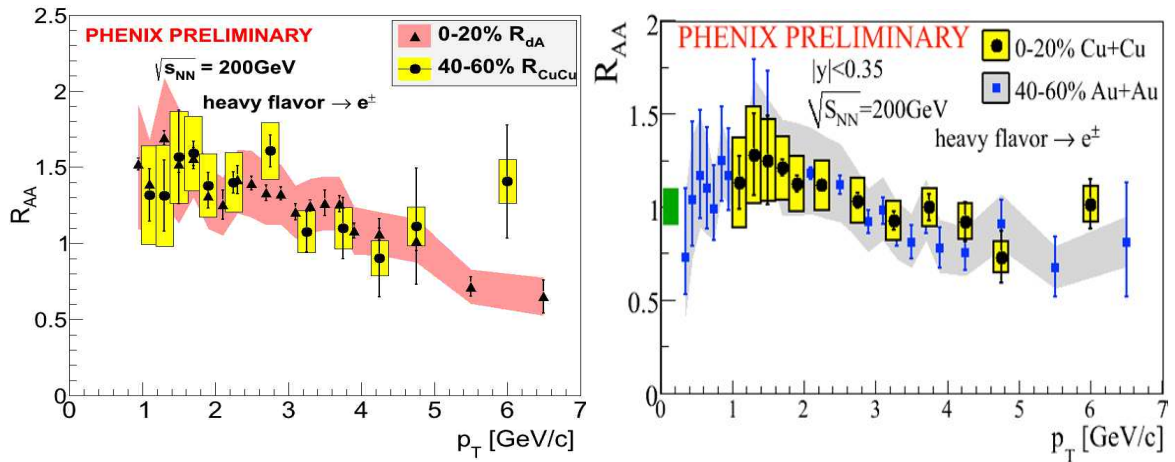 PHENIX PRELIMINARY
√sNN = 200GeV
heavy flavor → e±
0-20% RdA
40-60% RCuCu
RAA
2.5
2
1.5
1
0.5
0
0 1 2 3 4 5 6 7
pT [GeV/c]
PHENIX PRELIMINARY
|y|<0.35
√SNN=200GeV
heavy flavor → e±
0-20% Cu+Cu
40-60% Au+Au
RAA
2
1.5
1
0.5
0
0 1 2 3 4 5 6 7
pT [GeV/c]